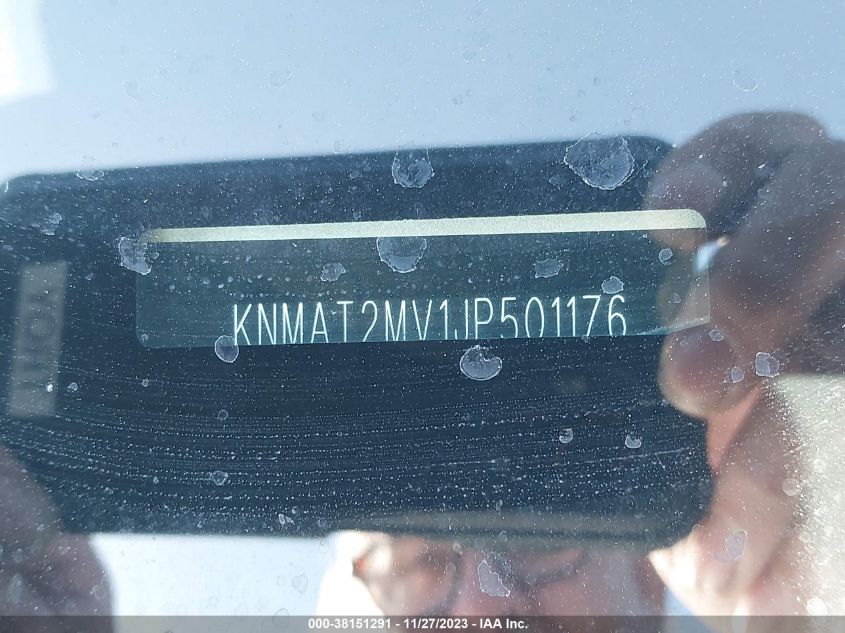 KNMAT2MV1JP501176
000-38151291 - 11/27/2023 - IAA Inc.